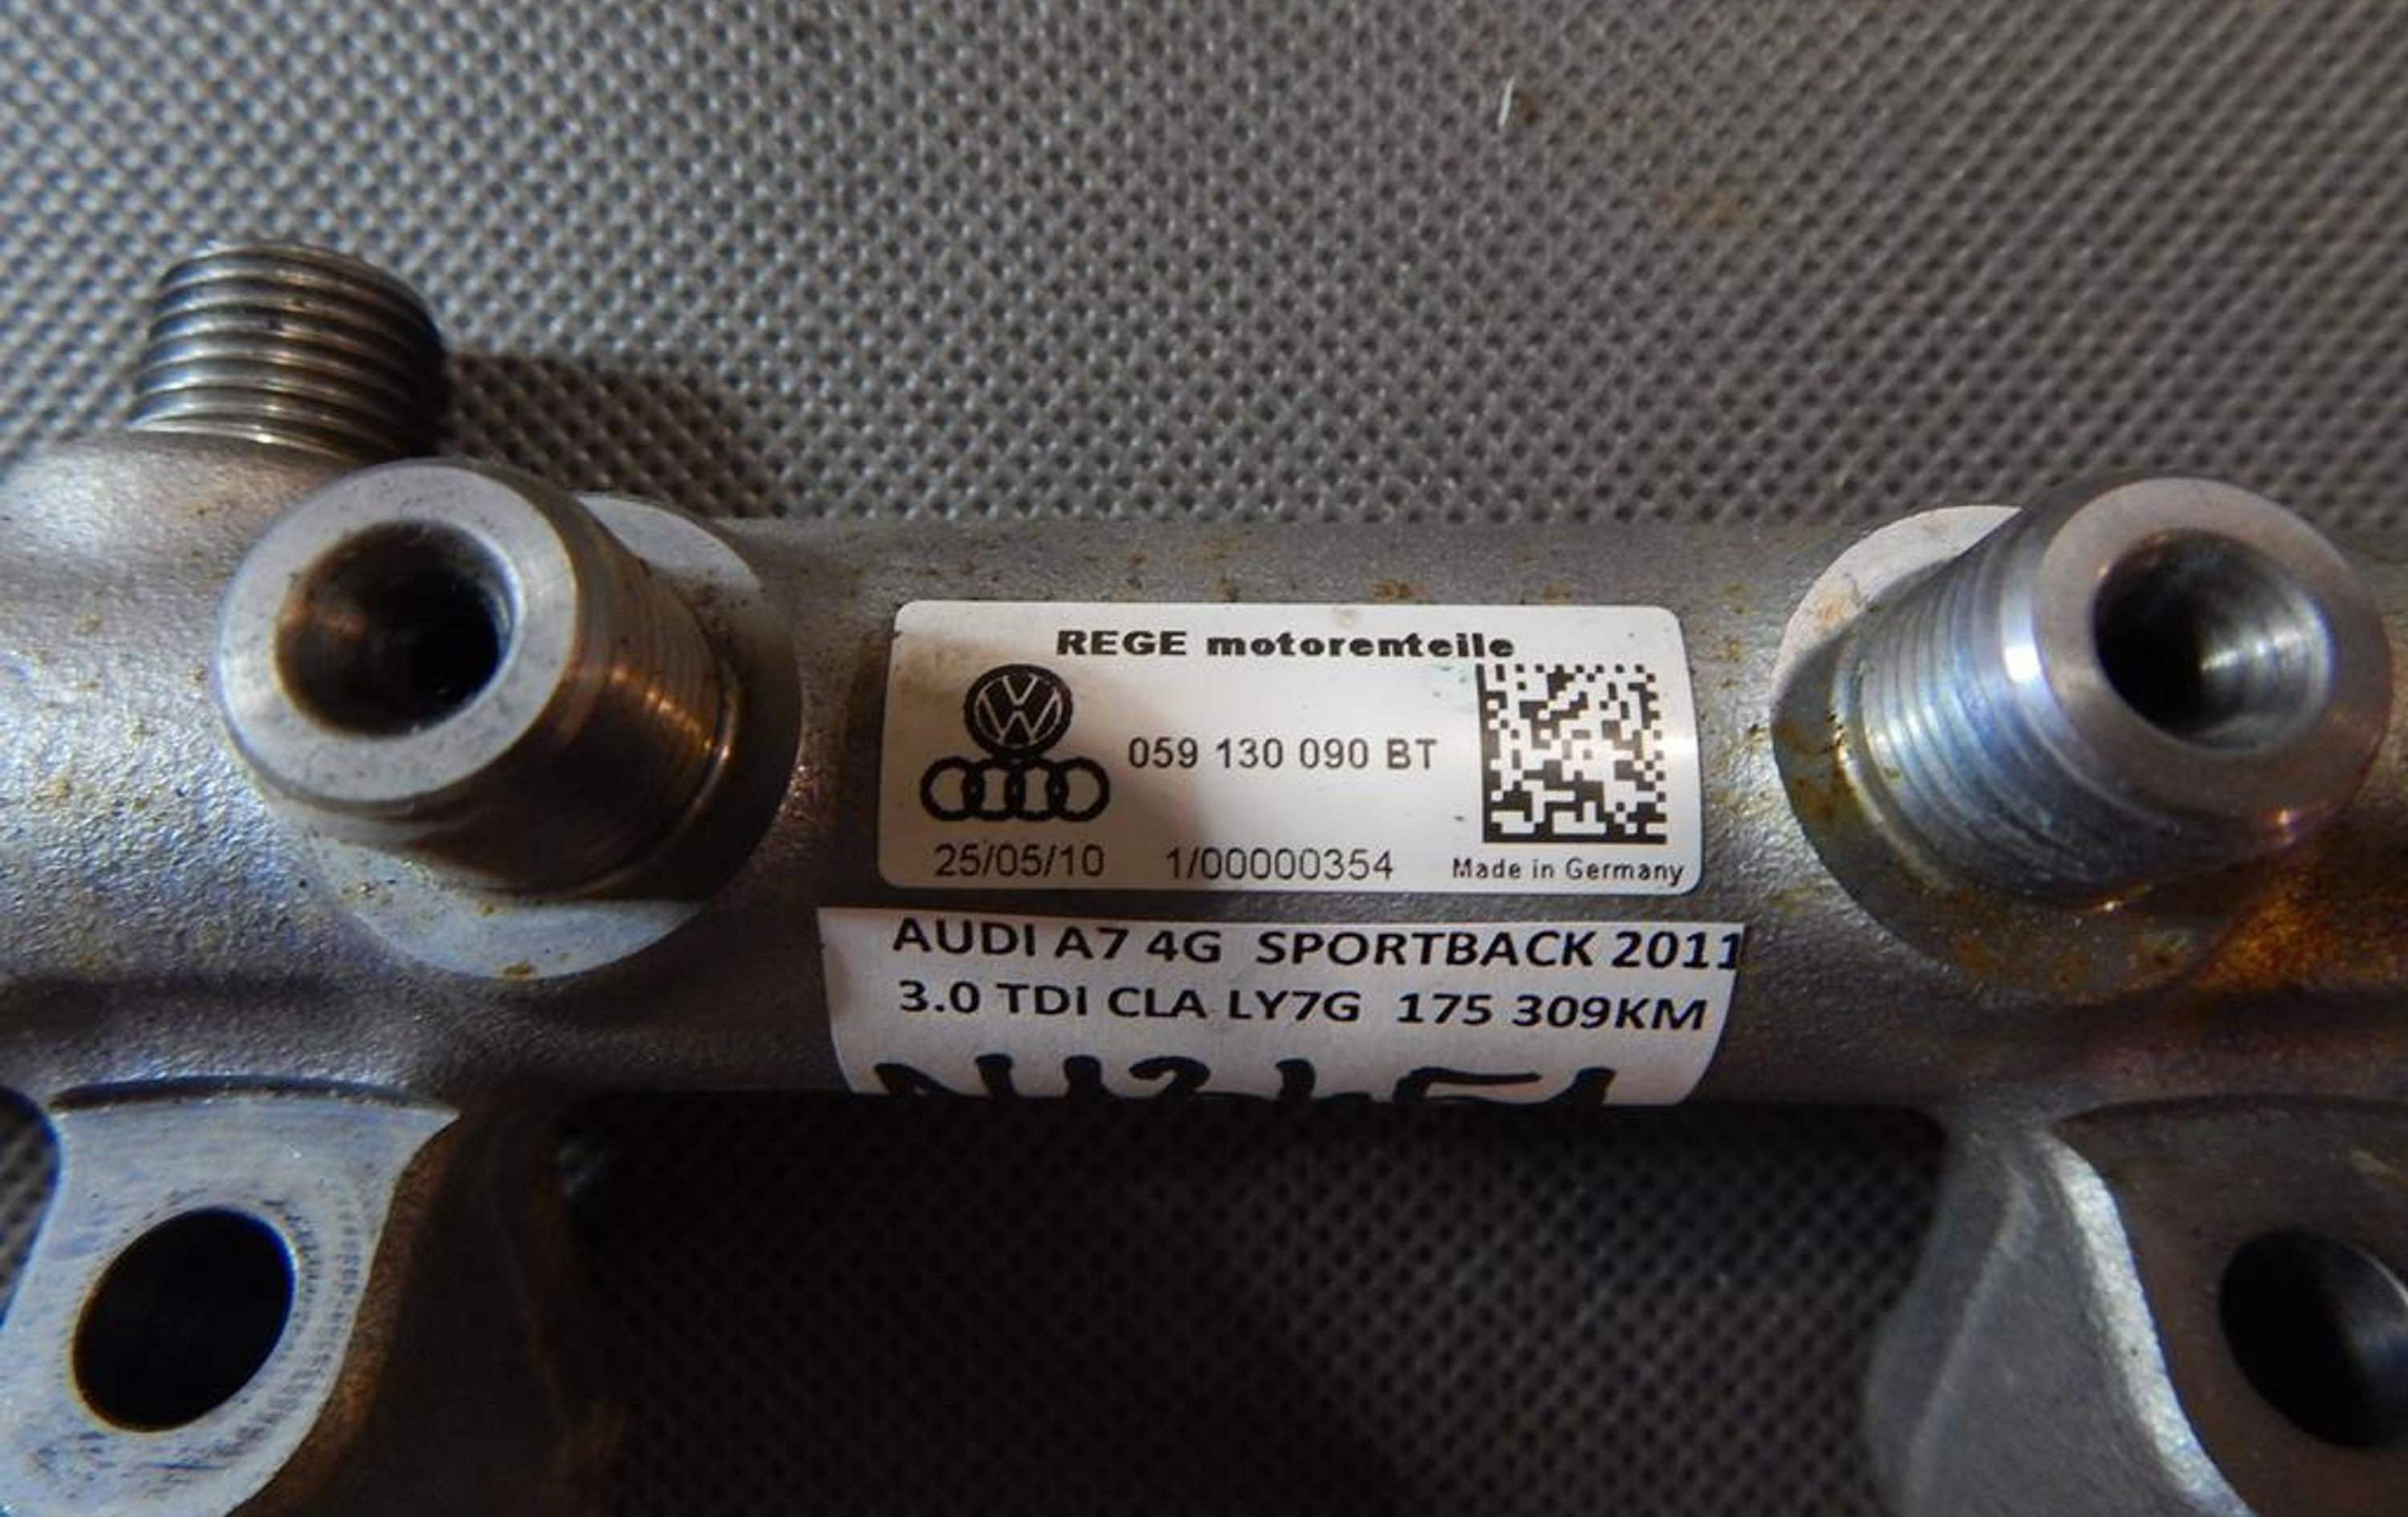 REGE motorenteile
059 130 090 BT
25/05/10 1/00000354 Made in Germany
AUDI A7 4G SPORTBACK 2011
3.0 TDI CLA LY7G 175 309KM